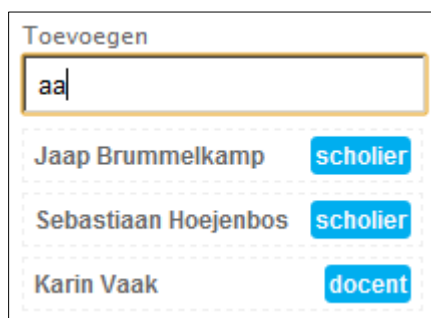 Toevoegen
aa
Jaap Brummelkamp scholier
Sebastiaan Hoejenbos scholier
Karin Vaak docent